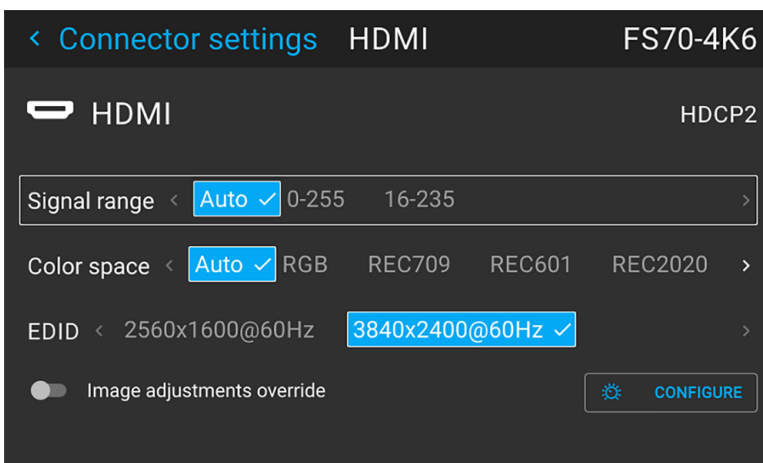 Connector settings HDMI FS70-4K6
HDMI HDCP2
Signal range Auto 0-255 16-235
Color space Auto RGB REC709 REC601 REC2020
EDID 2560x1600@60Hz 3840x2400@60Hz
Image adjustments override CONFIGURE